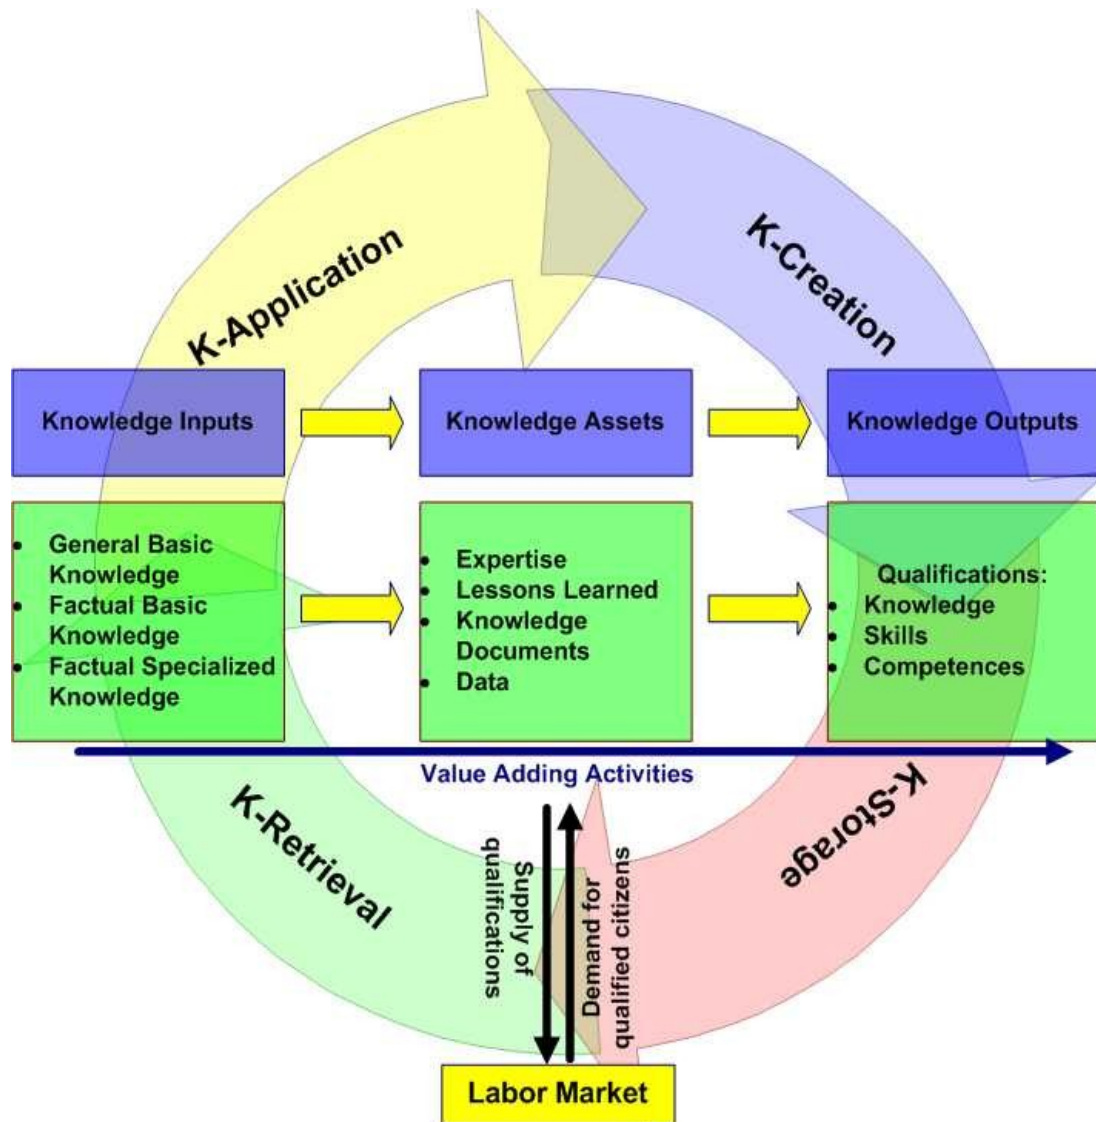 K-Application
K-Creation
Knowledge Inputs
Knowledge Assets
Knowledge Outputs
• General Basic
Knowledge
• Factual Basic
Knowledge
• Factual Specialized
Knowledge
• Expertise
• Lessons Learned
• Knowledge
Documents
• Data
Qualifications:
• Knowledge
• Skills
• Competences
Value Adding Activities
K-Retrieval
K-Storage
Supply of
qualifications
Demand for
qualified citizens
Labor Market